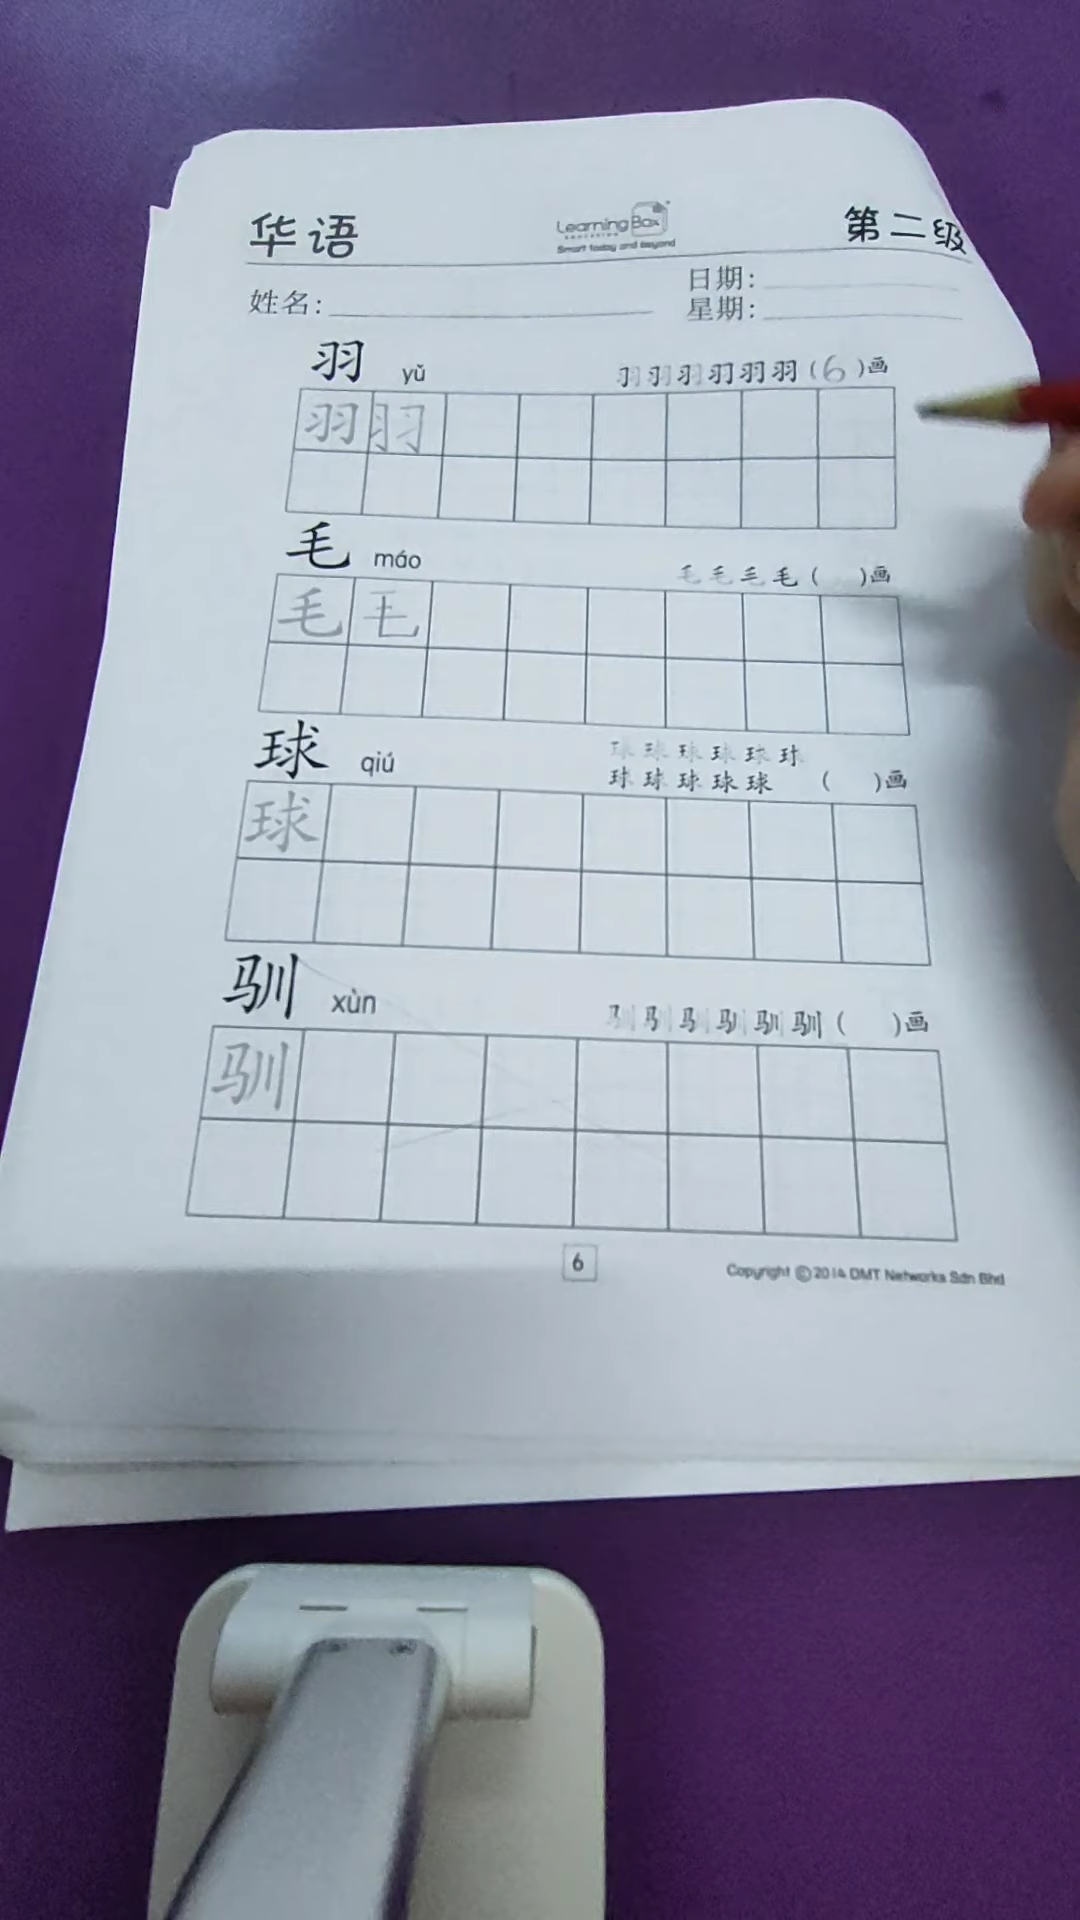 华语
LearningBox
EDUCATION
Smart today and beyond
第二级
姓名:
日期:
星期:
羽 yǔ 羽羽羽羽羽羽(6)画
羽羽
毛 máo 毛毛毛毛( )画
毛毛
球 qiú 球球球球球球
球球球球球 ( )画
球
驯 xùn 驯驯驯驯驯驯( )画
驯
6
Copyright ©2014 DMT Networks Sdn Bhd